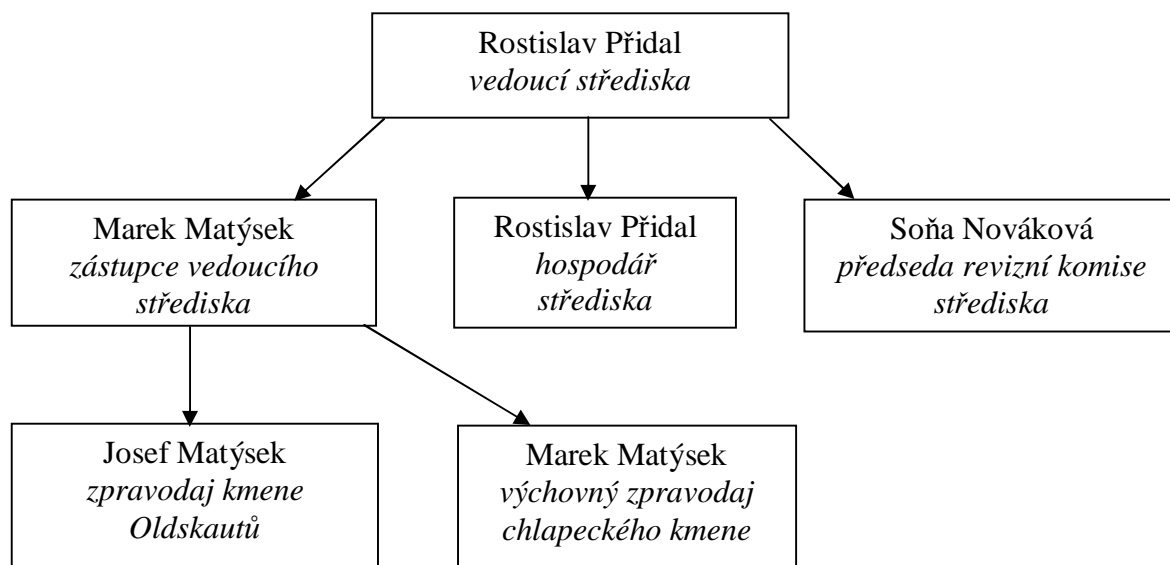 Rostislav Přidal
vedoucí střediska
Marek Matýsek
zástupce vedoucího
střediska
Rostislav Přidal
hospodář
střediska
Soňa Nováková
předseda revizní komise
střediska
Josef Matýsek
zpravodaj kmene
Oldskautů
Marek Matýsek
výchovný zpravodaj
chlapeckého kmene